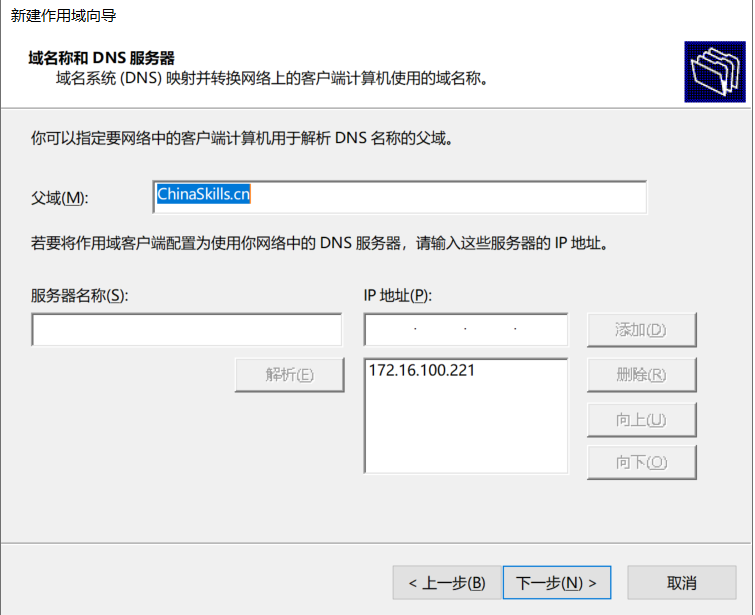 新建作用域向导
域名称和 DNS 服务器
域名系统 (DNS) 映射并转换网络上的客户端计算机使用的域名称。
你可以指定要网络中的客户端计算机用于解析 DNS 名称的父域。
父域(M): ChinaSkills.cn
若要将作用域客户端配置为使用你网络中的 DNS 服务器，请输入这些服务器的 IP 地址。
服务器名称(S): IP 地址(P):
. . . 添加(D)
解析(E) 172.16.100.221 删除(R)
向上(U)
向下(O)
< 上一步(B) 下一步(N) > 取消